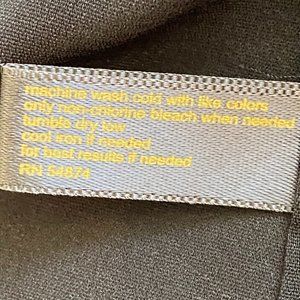 machine wash cold with like colors
only non-chlorine bleach when needed
tumble dry low
cool iron if needed
for best results if needed
RN 54874